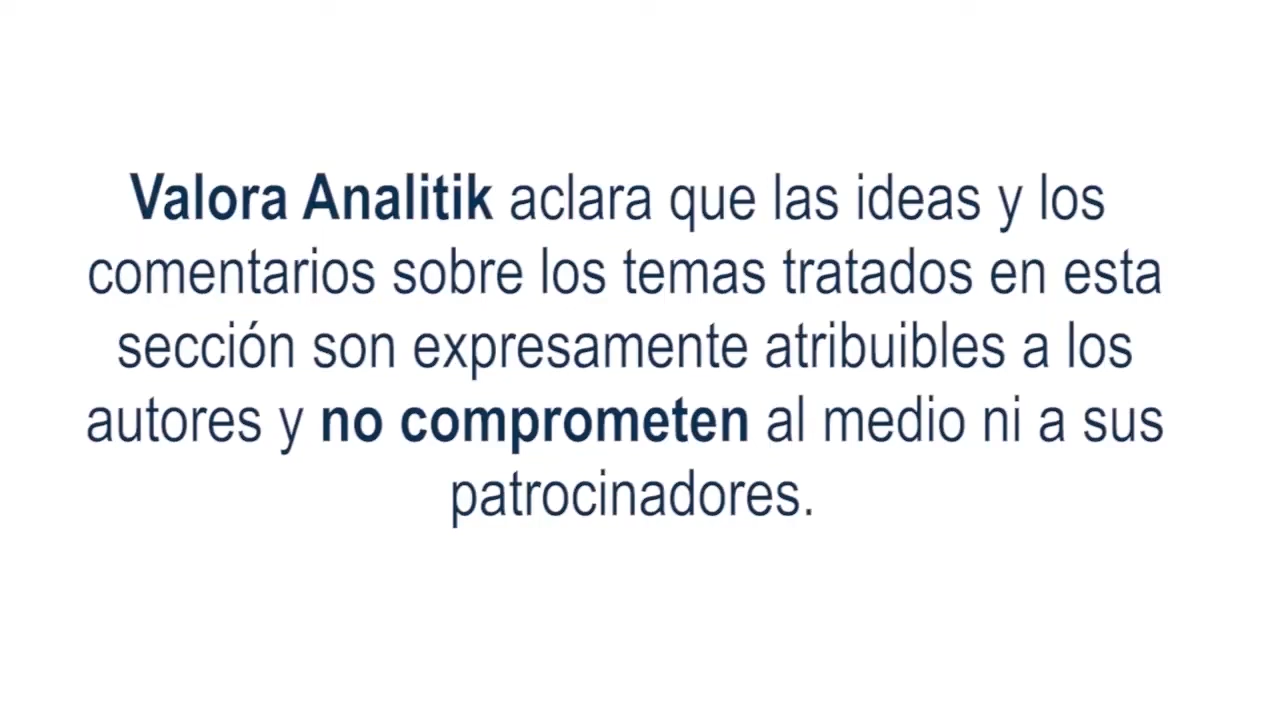 Valora Analitik aclara que las ideas y los
comentarios sobre los temas tratados en esta
sección son expresamente atribuibles a los
autores y no comprometen al medio ni a sus
patrocinadores.